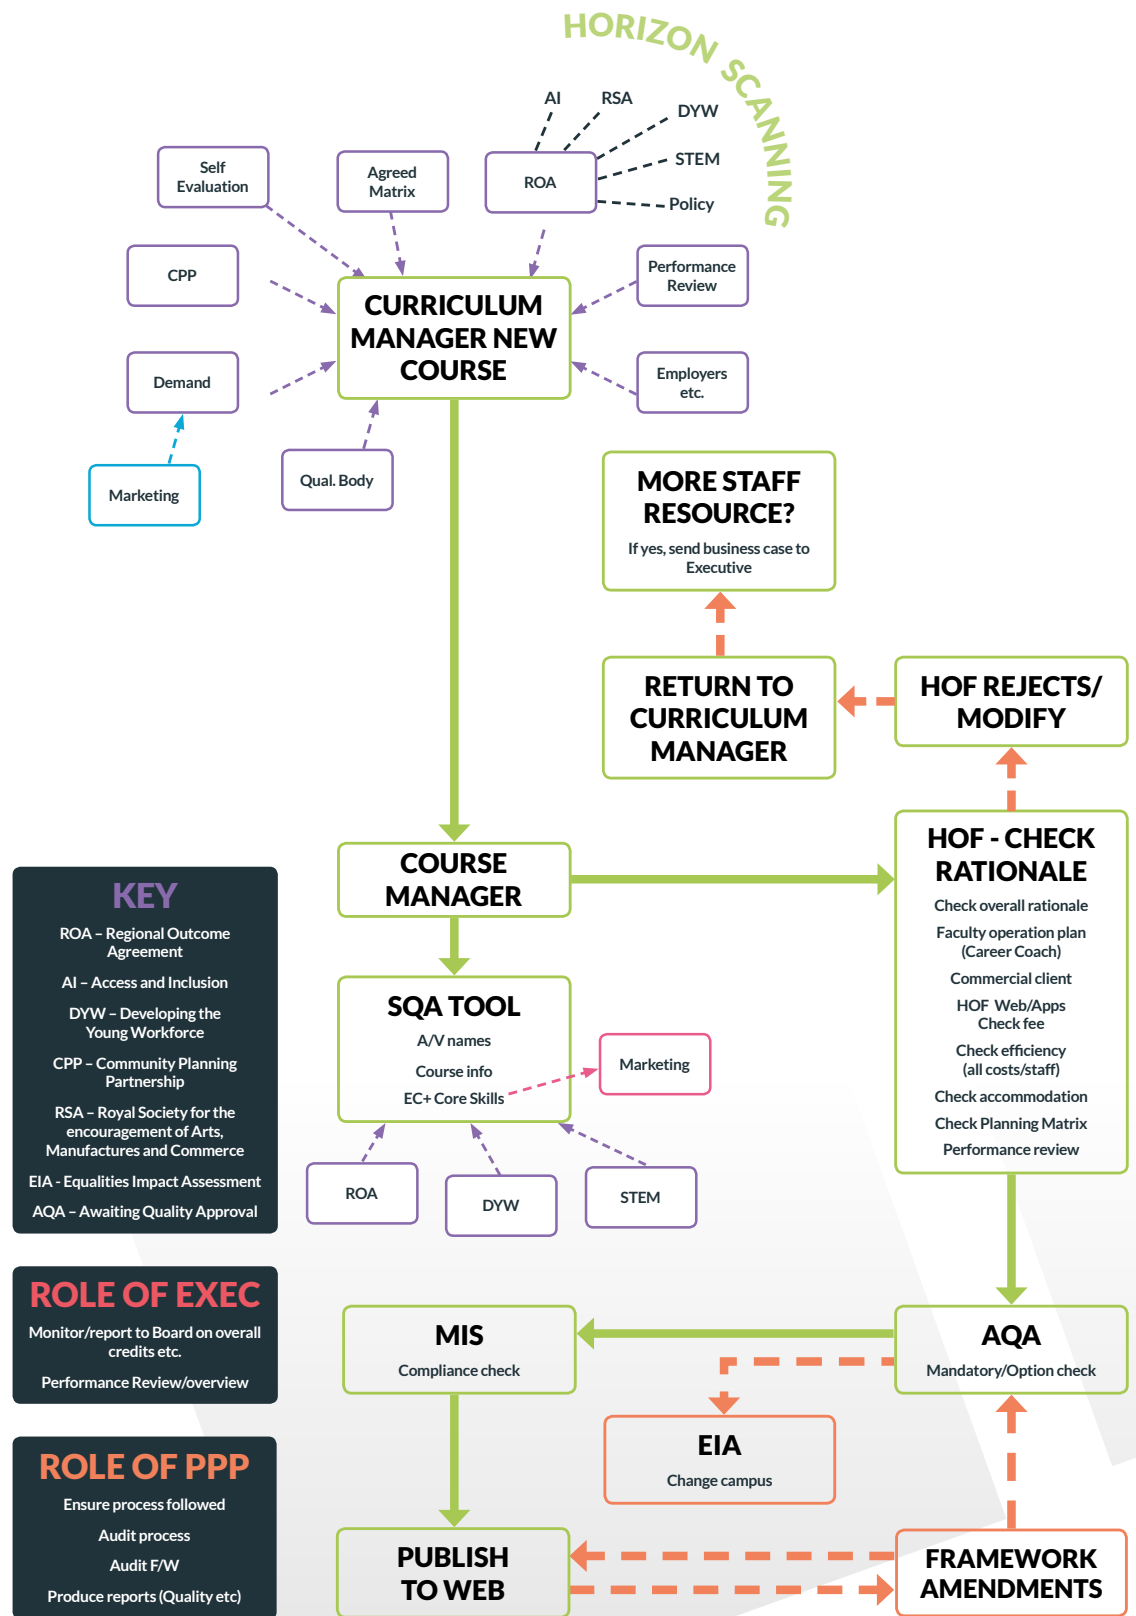 HORIZON SCANNING
AI
RSA
DYW
STEM
Policy
Self
Evaluation
Agreed
Matrix
ROA
CPP
Performance
Review
CURRICULUM
MANAGER NEW
COURSE
Demand
Employers
etc.
Marketing
Qual. Body
MORE STAFF
RESOURCE?
If yes, send business case to
Executive
RETURN TO
CURRICULUM
MANAGER
HOF REJECTS/
MODIFY
COURSE
MANAGER
HOF - CHECK
RATIONALE
Check overall rationale
Faculty operation plan
(Career Coach)
Commercial client
HOF Web/Apps
Check fee
Check efficiency
(all costs/staff)
Check accommodation
Check Planning Matrix
Performance review
KEY
ROA – Regional Outcome
Agreement
AI – Access and Inclusion
DYW – Developing the
Young Workforce
CPP – Community Planning
Partnership
RSA – Royal Society for the
encouragement of Arts,
Manufactures and Commerce
EIA - Equalities Impact Assessment
AQA – Awaiting Quality Approval
SQA TOOL
A/V names
Course info
EC+ Core Skills
Marketing
ROA
DYW
STEM
ROLE OF EXEC
Monitor/report to Board on overall
credits etc.
Performance Review/overview
MIS
Compliance check
AQA
Mandatory/Option check
EIA
Change campus
ROLE OF PPP
Ensure process followed
Audit process
Audit F/W
Produce reports (Quality etc)
PUBLISH
TO WEB
FRAMEWORK
AMENDMENTS